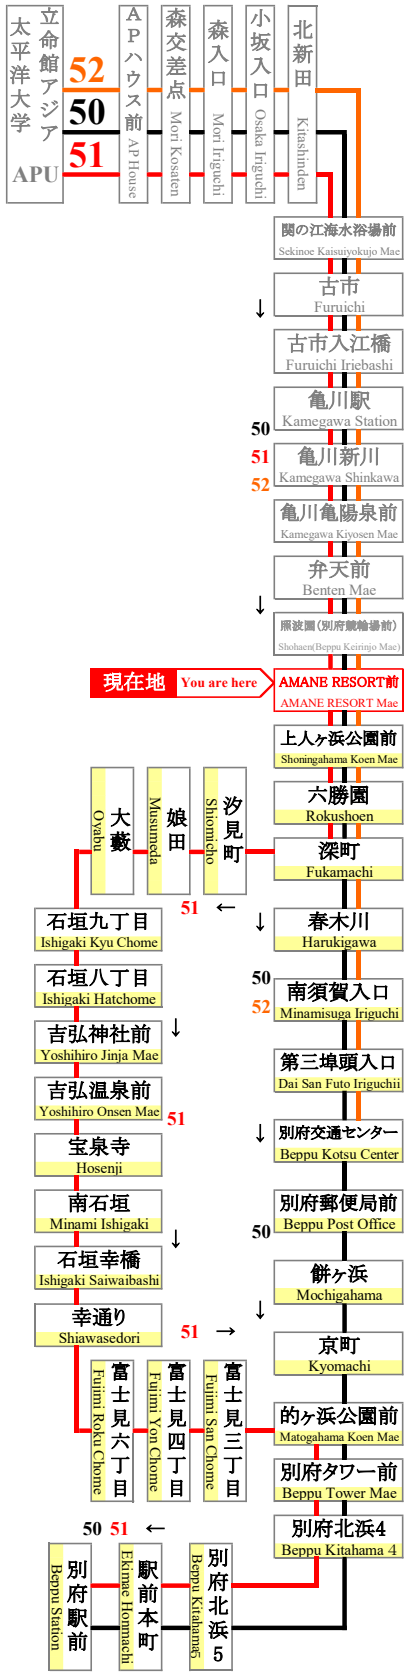 立命館アジア
太平洋大学
APU
52
50
51
APハウス前
AP House
森交差点
Mori Kosaten
森入口
Mori Iriguchi
小坂入口
Osaka Iriguchi
北新田
Kitashinden
関の江海水浴場前
Sekinoe Kaisuiyokujo Mae
古市
Furuichi
↓
古市入江橋
Furuichi Iriebashi
亀川駅
Kamegawa Station
50
51
52
亀川新川
Kamegawa Shinkawa
亀川亀陽泉前
Kamegawa Kiyosen Mae
弁天前
Benten Mae
↓
照波園(別府競輪場前)
Shohaen(Beppu Keirinjo Mae)
現在地
You are here
AMANE RESORT前
AMANE RESORT Mae
上人ヶ浜公園前
Shoningahama Koen Mae
六勝園
Rokushoen
深町
Fukamachi
汐見町
Shiomicho
娘田
Musumeda
大藪
Oyabu
51 ←
石垣九丁目
Ishigaki Kyu Chome
石垣八丁目
Ishigaki Hatchome
吉弘神社前
Yoshihiro Jinja Mae
↓
吉弘温泉前
Yoshihiro Onsen Mae
51
宝泉寺
Hosenji
南石垣
Minami Ishigaki
↓
石垣幸橋
Ishigaki Saiwaibashi
幸通り
Shiawasedori
51 →
富士見六丁目
Fujimi Roku Chome
富士見四丁目
Fujimi Yon Chome
富士見三丁目
Fujimi San Chome
↓
春木川
Harukigawa
50
52
南須賀入口
Minamisuga Iriguchi
第三埠頭入口
Dai San Futo Iriguchii
↓
別府交通センター
Beppu Kotsu Center
別府郵便局前
Beppu Post Office
50
餅ヶ浜
Mochigahama
↓
京町
Kyomachi
的ヶ浜公園前
Matogahama Koen Mae
別府タワー前
Beppu Tower Mae
別府北浜4
Beppu Kitahama 4
50 51 ←
別府北浜5
Beppu Kitahama5
駅前本町
Ekimae Honmachi
別府駅前
Beppu Station